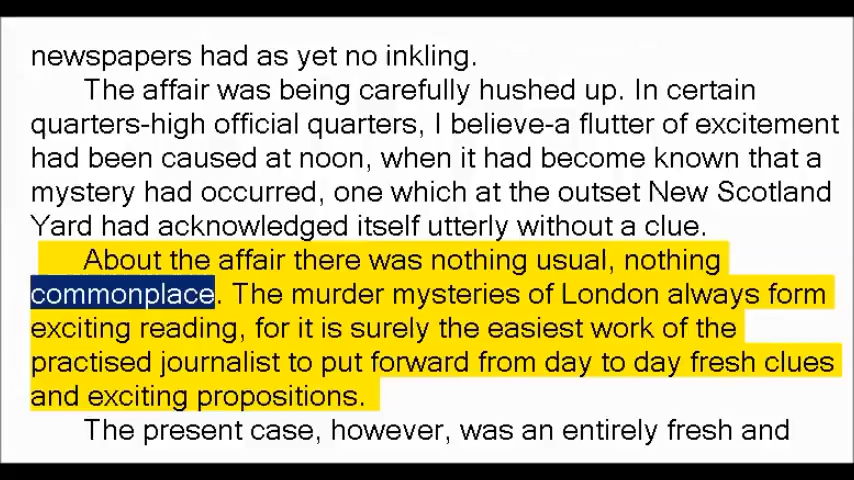 newspapers had as yet no inkling.
The affair was being carefully hushed up. In certain
quarters-high official quarters, I believe-a flutter of excitement
had been caused at noon, when it had become known that a
mystery had occurred, one which at the outset New Scotland
Yard had acknowledged itself utterly without a clue.
About the affair there was nothing usual, nothing
commonplace. The murder mysteries of London always form
exciting reading, for it is surely the easiest work of the
practised journalist to put forward from day to day fresh clues
and exciting propositions.
The present case, however, was an entirely fresh and